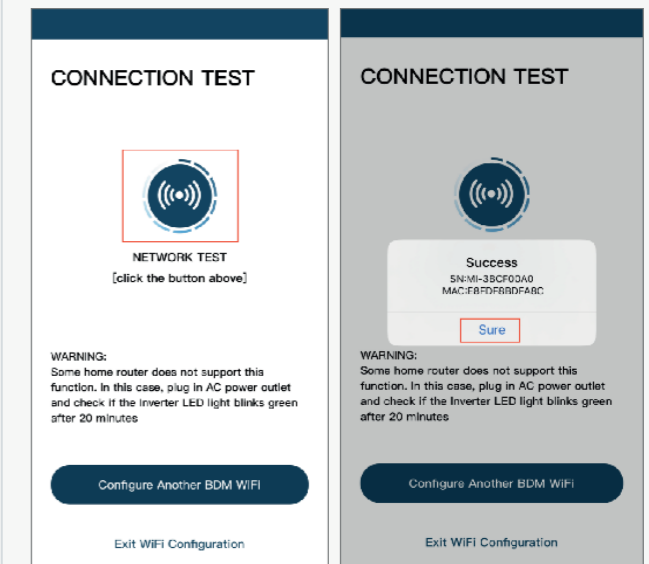 CONNECTION TEST
NETWORK TEST
[click the button above]
WARNING:
Some home router does not support this
function. In this case, plug in AC power outlet
and check if the Inverter LED light blinks green
after 20 minutes
Configure Another BDM WiFi
Exit WiFi Configuration
CONNECTION TEST
Success
SN:MI-3BCF00A0
MAC:E8FDF8BDFA8C
Sure
WARNING:
Some home router does not support this
function. In this case, plug in AC power outlet
and check if the Inverter LED light blinks green
after 20 minutes
Configure Another BDM WiFi
Exit WiFi Configuration